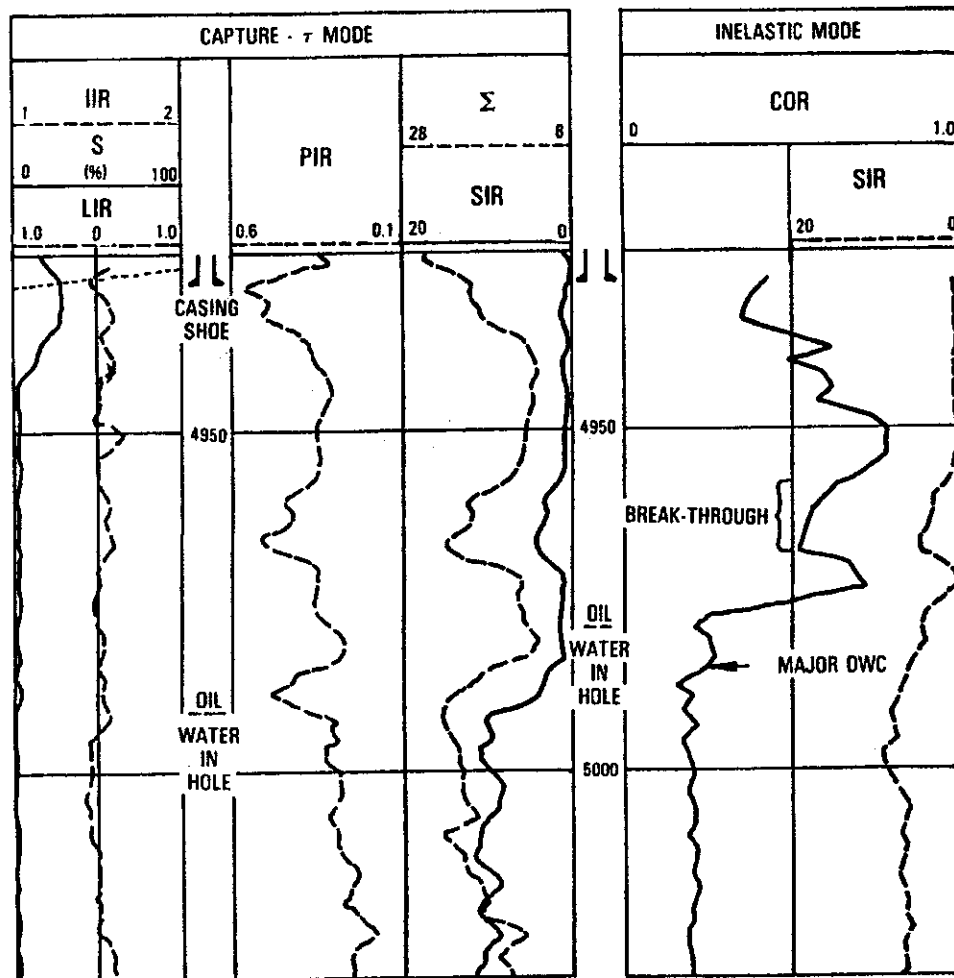 CAPTURE - τ MODE
IIR
1 2
S
(%)
0 100
LIR
1.0 0 1.0
PIR
0.6 0.1
Σ
28 8
SIR
20 0
INELASTIC MODE
COR
0 1.0
SIR
20 0
CASING
SHOE
4950
4950
BREAK-THROUGH
OIL
WATER
IN
HOLE
MAJOR OWC
OIL
WATER
IN
HOLE
5000
5000